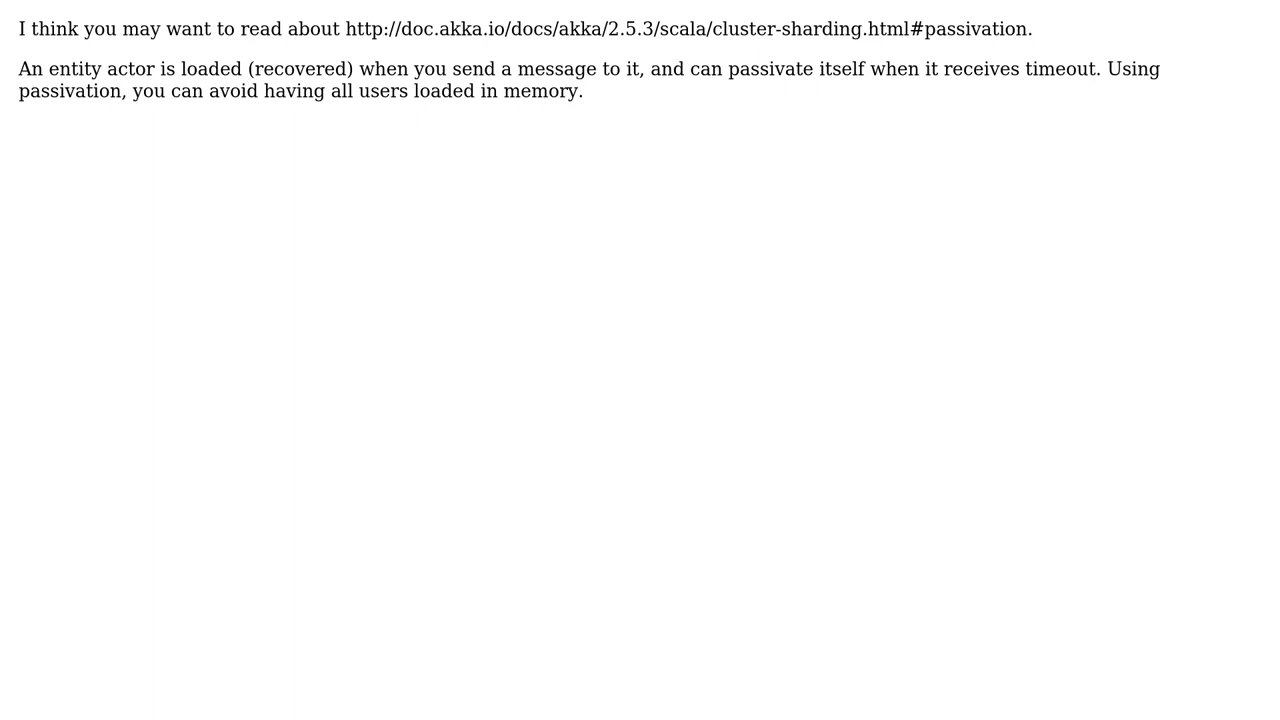 I think you may want to read about http://doc.akka.io/docs/akka/2.5.3/scala/cluster-sharding.html#passivation.
An entity actor is loaded (recovered) when you send a message to it, and can passivate itself when it receives timeout. Using
passivation, you can avoid having all users loaded in memory.